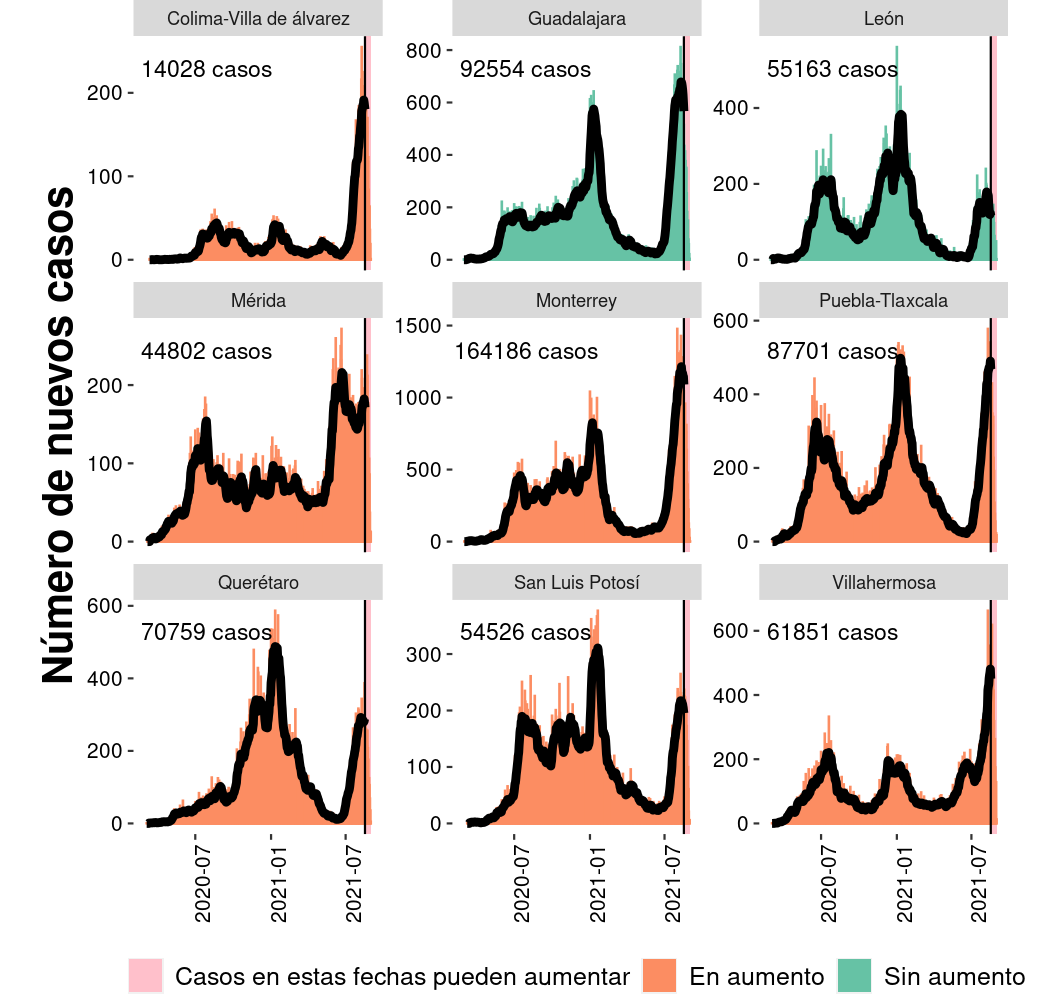 Número de nuevos casos
Colima-Villa de álvarez
Guadalajara
León
14028 casos
92554 casos
55163 casos
200
100
0
800
600
400
200
0
400
200
0
Mérida
Monterrey
Puebla-Tlaxcala
44802 casos
164186 casos
87701 casos
200
100
0
1500
1000
500
0
600
400
200
0
Querétaro
San Luis Potosí
Villahermosa
70759 casos
54526 casos
61851 casos
600
400
200
0
300
200
100
0
600
400
200
0
2020-07
2021-01
2021-07
2020-07
2021-01
2021-07
2020-07
2021-01
2021-07
Casos en estas fechas pueden aumentar
En aumento
Sin aumento